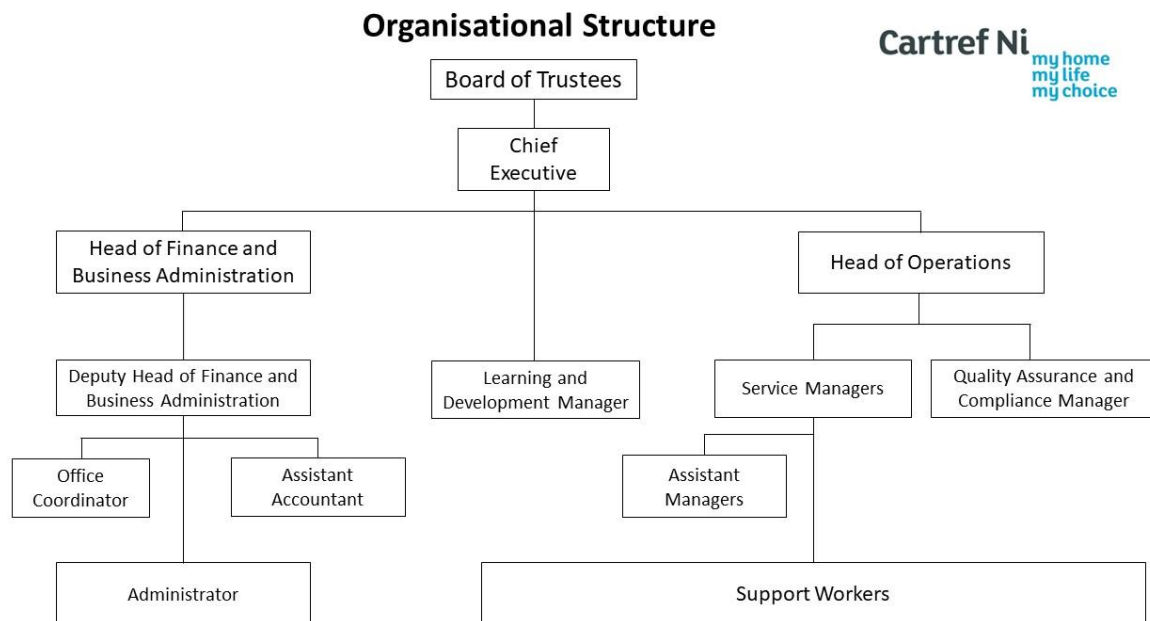 Organisational Structure
Cartref Ni
my home
my life
my choice
Board of Trustees
Chief
Executive
Head of Finance and
Business Administration
Head of Operations
Deputy Head of Finance and
Business Administration
Learning and
Development Manager
Service Managers
Quality Assurance and
Compliance Manager
Office
Coordinator
Assistant
Accountant
Assistant
Managers
Administrator
Support Workers